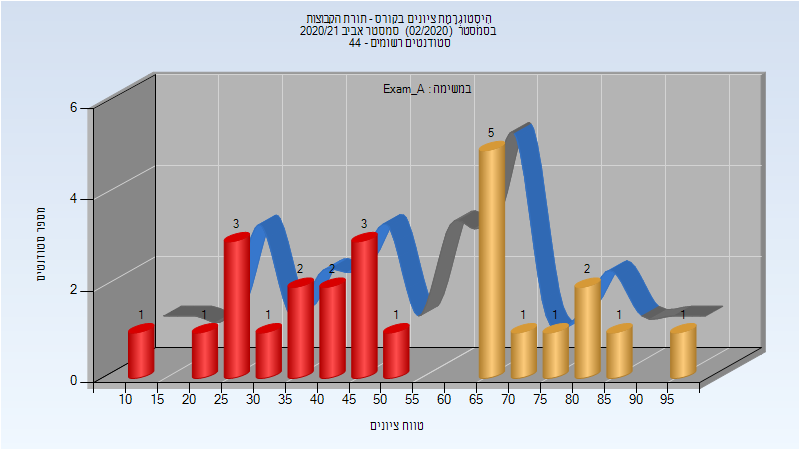 היסטוגרמת ציונים בקורס - תורת הקבוצות
בסמסטר (02/2020) סמסטר אביב 2020/21
סטודנטים רשומים - 44
במשימה : Exam_A
מספר סטודנטים
6
4
2
0
1 1 3 1 2 2 3 1 5 1 1 2 1 1
10 15 20 25 30 35 40 45 50 55 60 65 70 75 80 85 90 95
טווח ציונים